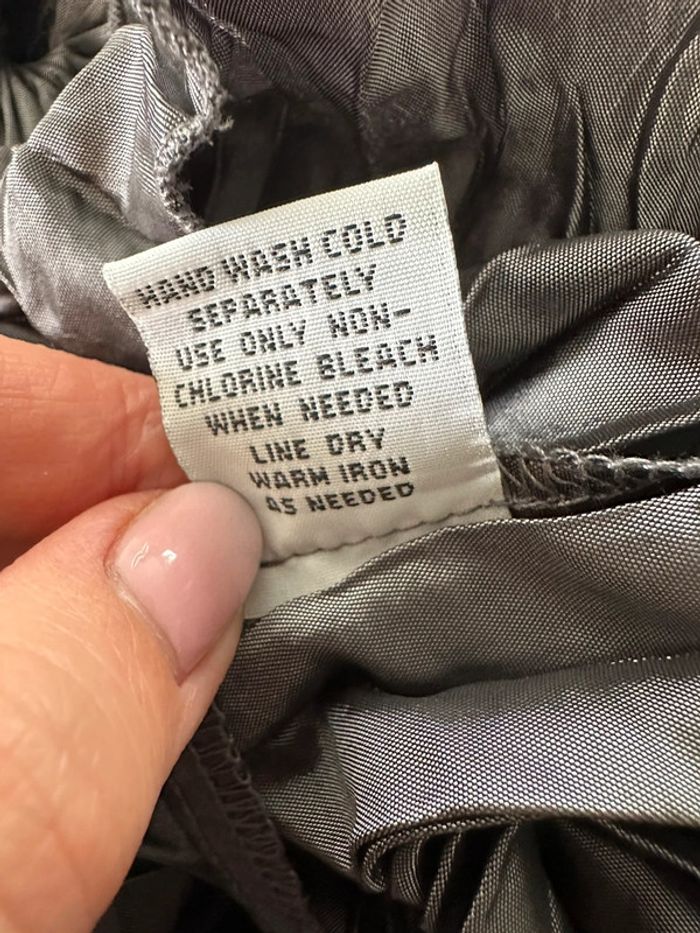 HAND WASH COLD
SEPARATELY
USE ONLY NON-
CHLORINE BLEACH
WHEN NEEDED
LINE DRY
WARM IRON
AS NEEDED